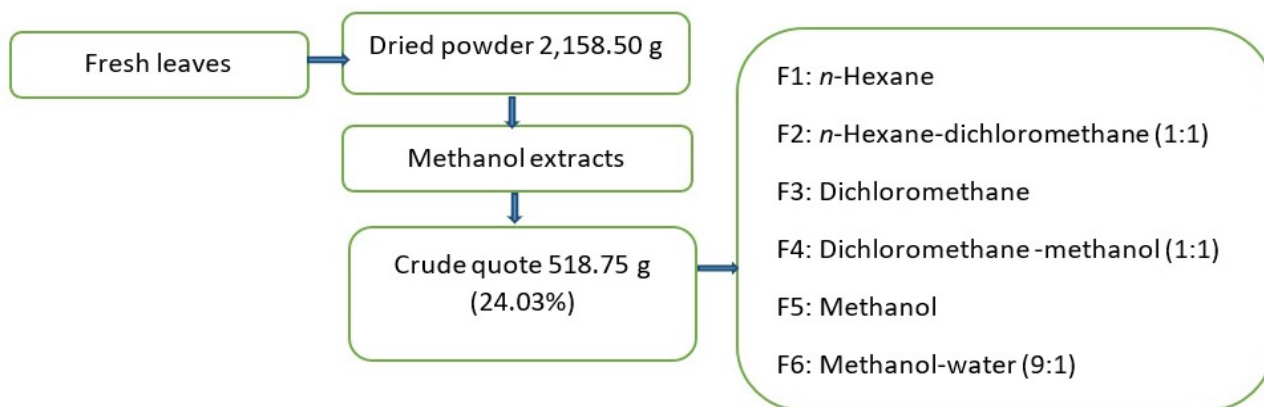 Fresh leaves
Dried powder 2,158.50 g
Methanol extracts
Crude quote 518.75 g
(24.03%)
F1: n-Hexane
F2: n-Hexane-dichloromethane (1:1)
F3: Dichloromethane
F4: Dichloromethane-methanol (1:1)
F5: Methanol
F6: Methanol-water (9:1)